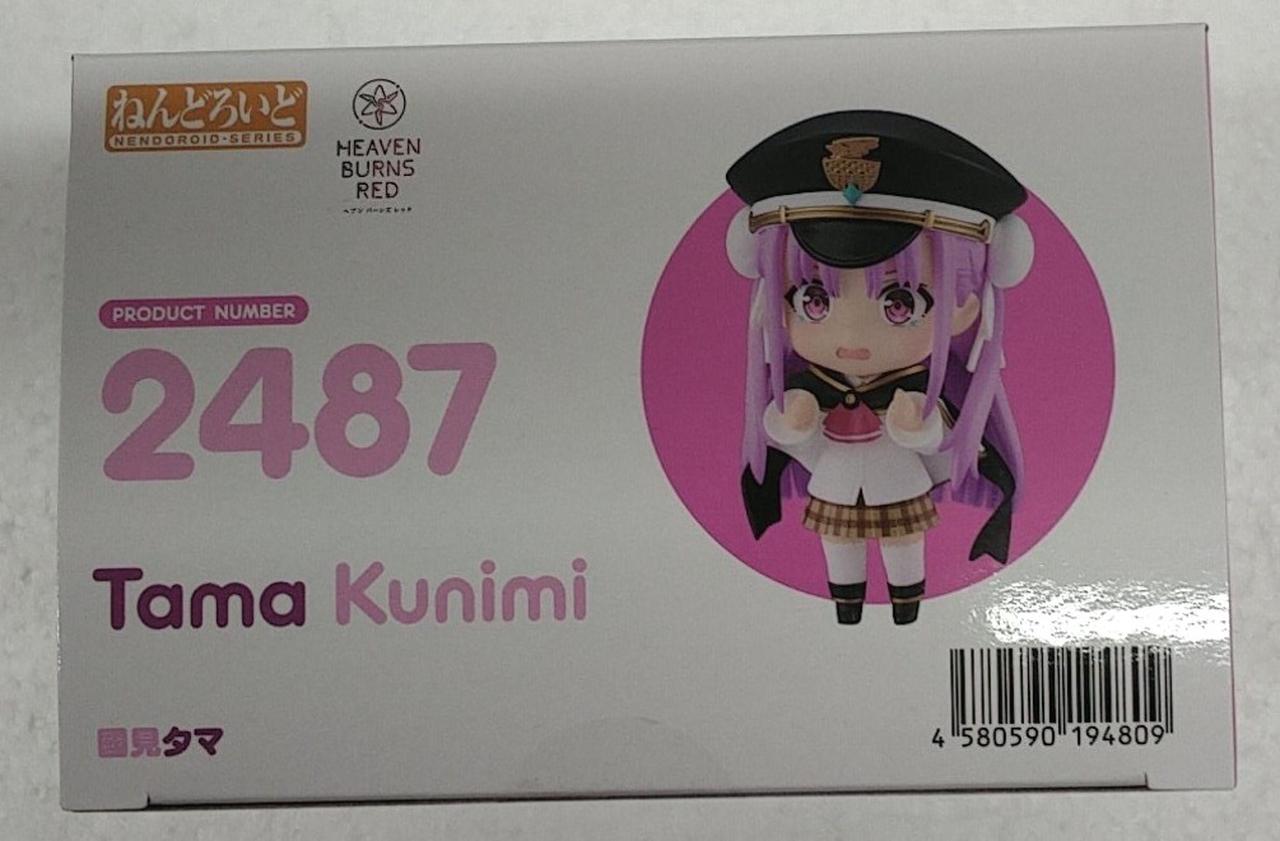 ねんどろいど
NENDOROID·SERIES
HEAVEN
BURNS
RED
ヘブンバーンズレッド
PRODUCT NUMBER
2487
Tama Kunimi
國見タマ
4 580590 194809